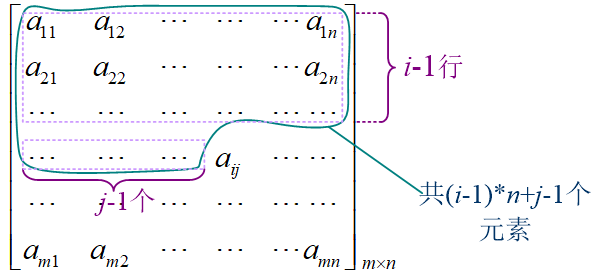 a11 a12 ⋯ ⋯ ⋯ a1n
a21 a22 ⋯ ⋯ ⋯ a2n
i-1行
⋯ ⋯ ⋯ ⋯ ⋯ ⋯
⋯ ⋯ ⋯ aij ⋯ ⋯
j-1个
共(i-1)*n+j-1个
元素
⋯ ⋯ ⋯ ⋯ ⋯ ⋯
am1 am2 ⋯ ⋯ ⋯ amn
m×n